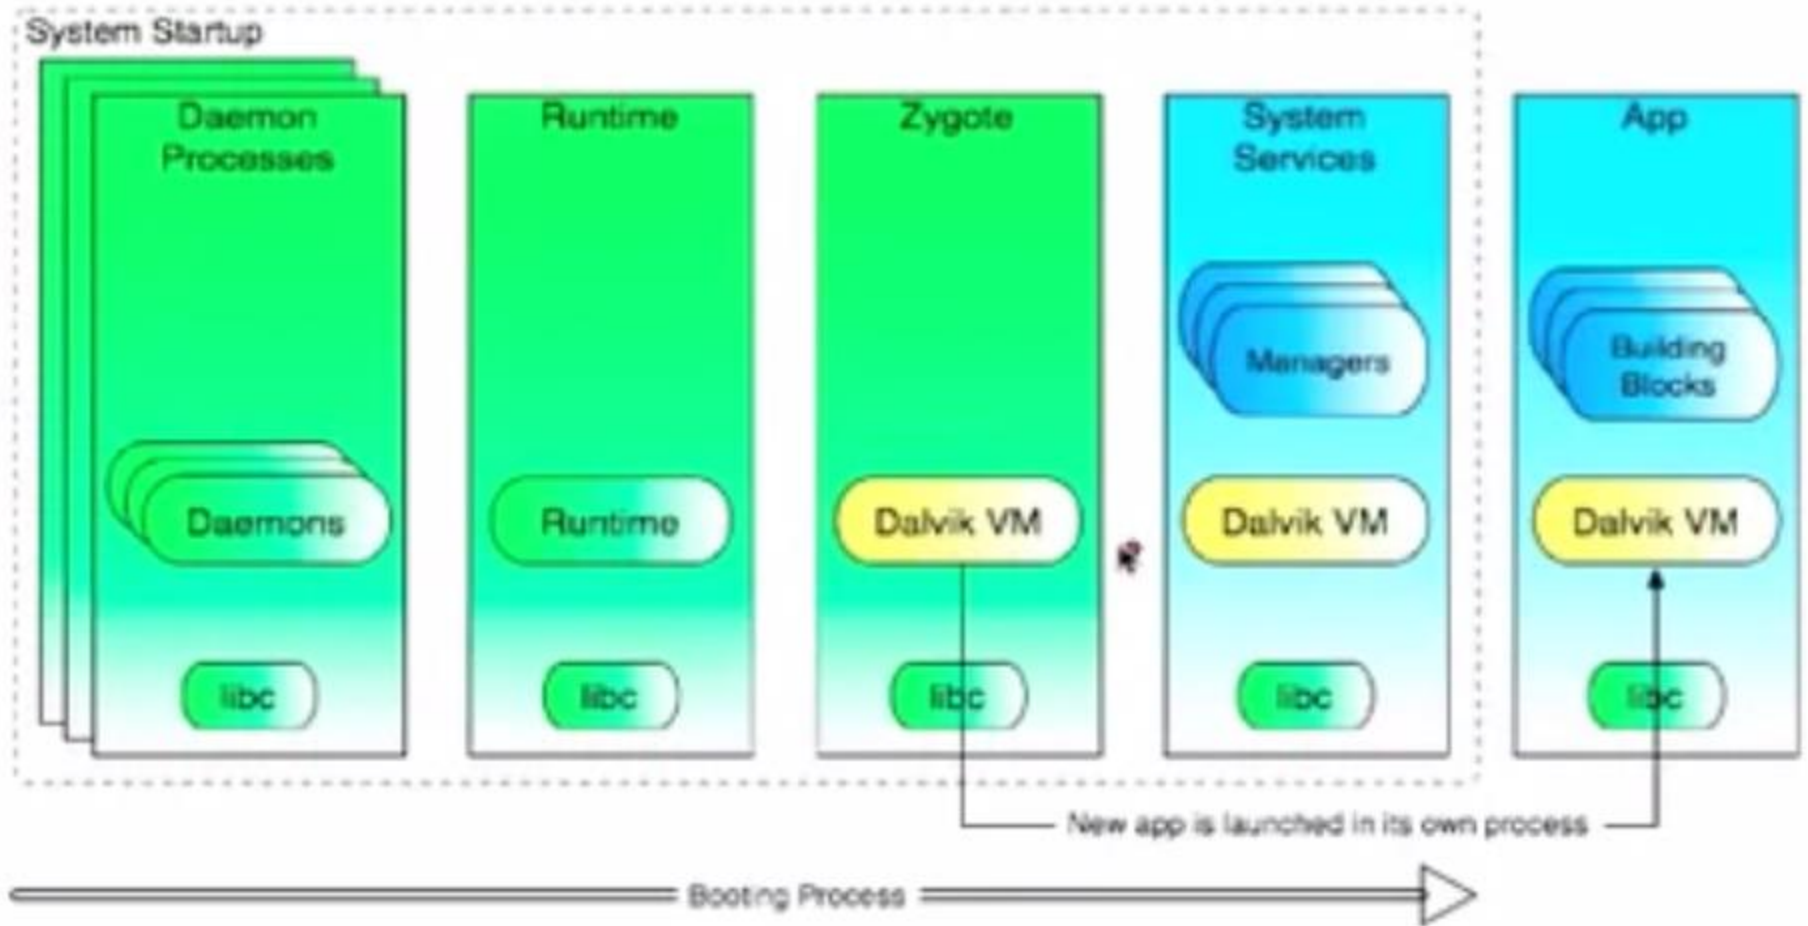 System Startup
Daemon
Processes
Daemons
libc
Runtime
Runtime
libc
Zygote
Dalvik VM
libc
System
Services
Managers
Dalvik VM
libc
App
Building
Blocks
Dalvik VM
libc
New app is launched in its own process
Booting Process